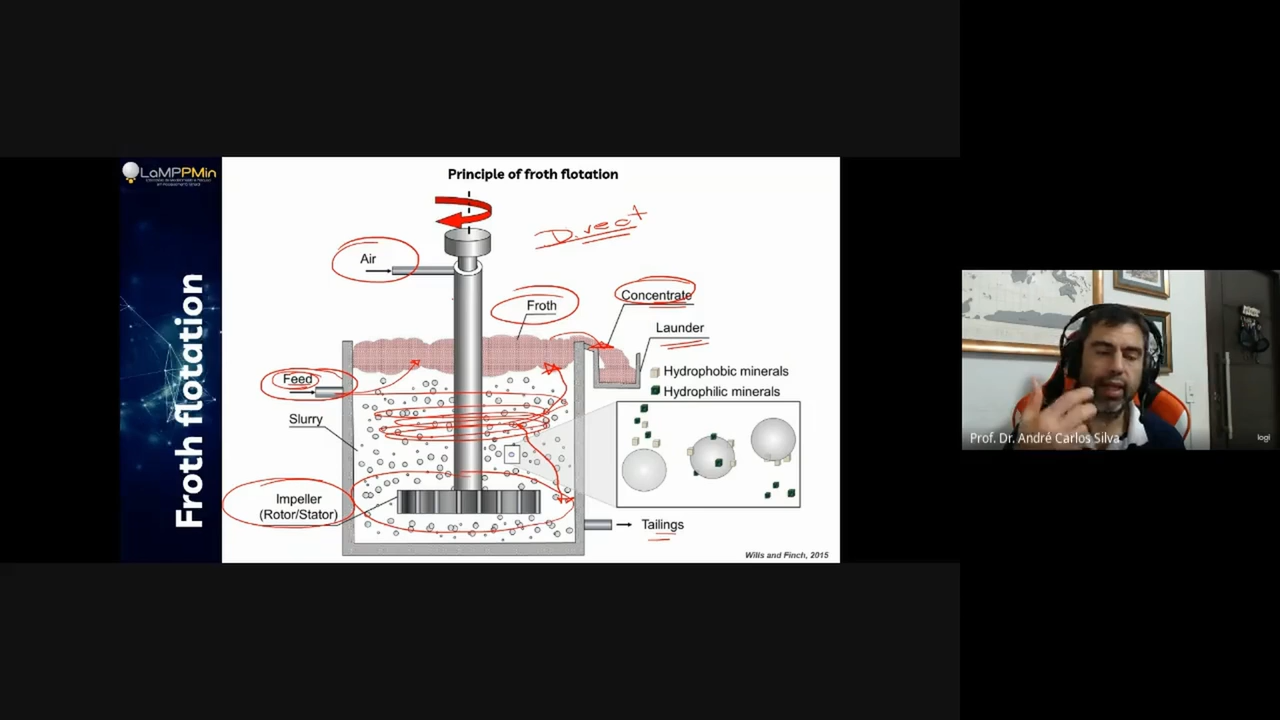 LaMPPMin
Froth flotation
Principle of froth flotation
Direct
Air
Froth
Concentrate
Launder
Feed
Hydrophobic minerals
Hydrophilic minerals
Slurry
Impeller
(Rotor/Stator)
Tailings
Wills and Finch, 2015
Prof. Dr. André Carlos Silva
logi